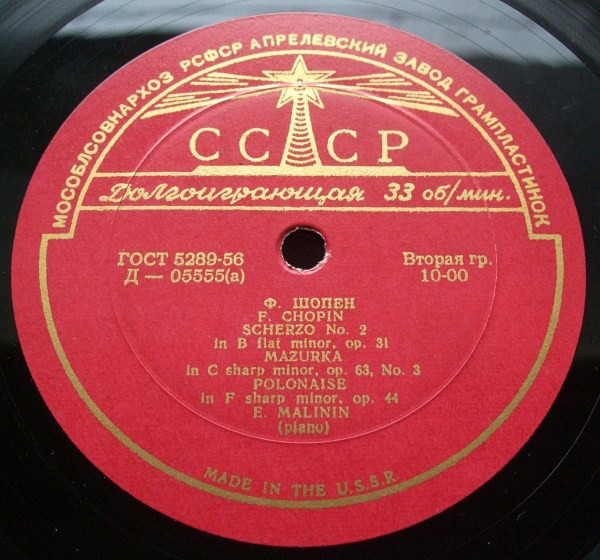 МОСОБЛСОВНАРХОЗ РСФСР АПРЕЛЕВСКИЙ ЗАВОД ГРАМПЛАСТИНОК
СССР
Долгоиграющая 33 об/мин.
ГОСТ 5289-56
Д — 05555(а)
Вторая гр.
10-00
Ф. ШОПЕН
F. CHOPIN
SCHERZO No. 2
in B flat minor, op. 31
MAZURKA
in C sharp minor, op. 63, No. 3
POLONAISE
in F sharp minor, op. 44
E. MALININ
(piano)
MADE IN THE U.S.S.R.